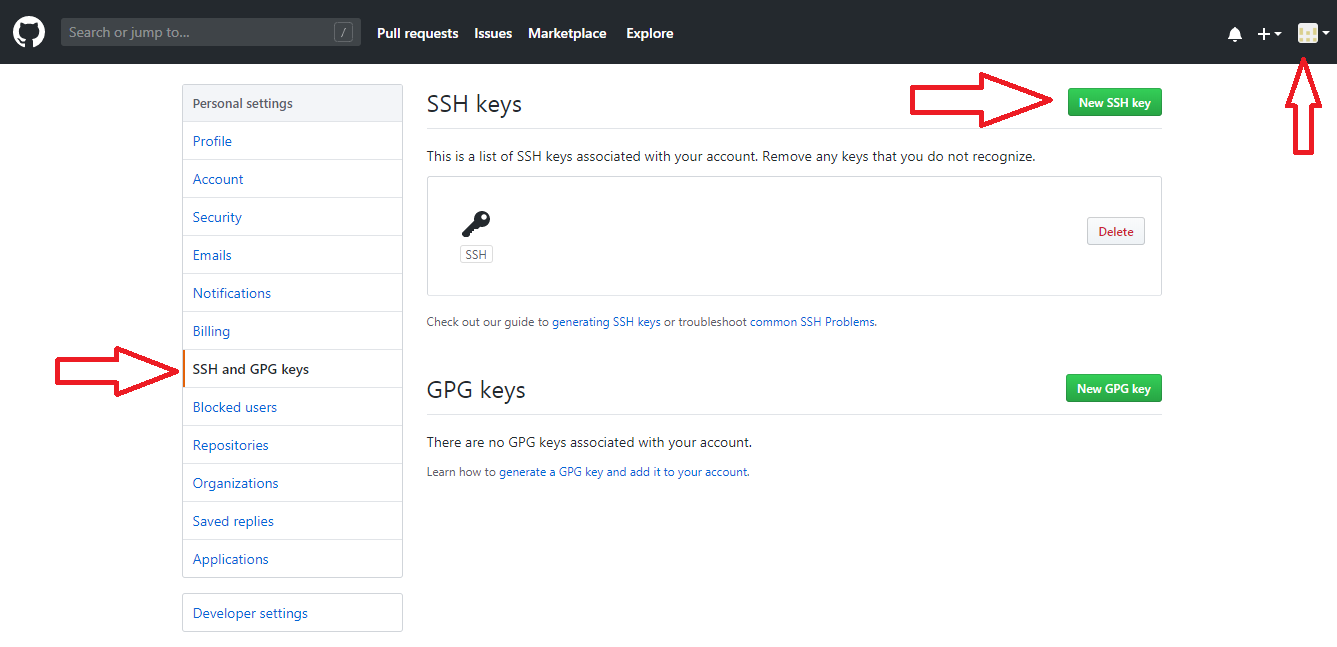 Search or jump to... /
Pull requests Issues Marketplace Explore
Personal settings
Profile
Account
Security
Emails
Notifications
Billing
SSH and GPG keys
Blocked users
Repositories
Organizations
Saved replies
Applications
Developer settings
SSH keys
New SSH key
This is a list of SSH keys associated with your account. Remove any keys that you do not recognize.
SSH
Delete
Check out our guide to generating SSH keys or troubleshoot common SSH Problems.
GPG keys
New GPG key
There are no GPG keys associated with your account.
Learn how to generate a GPG key and add it to your account.